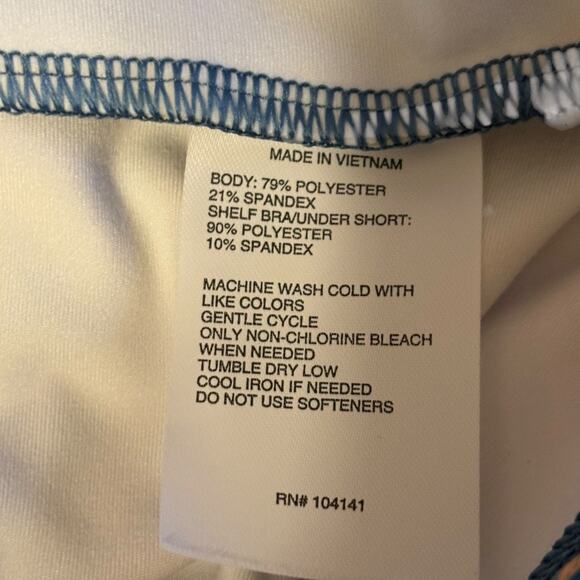 MADE IN VIETNAM
BODY: 79% POLYESTER
21% SPANDEX
SHELF BRA/UNDER SHORT:
90% POLYESTER
10% SPANDEX
MACHINE WASH COLD WITH
LIKE COLORS
GENTLE CYCLE
ONLY NON-CHLORINE BLEACH
WHEN NEEDED
TUMBLE DRY LOW
COOL IRON IF NEEDED
DO NOT USE SOFTENERS
RN# 104141